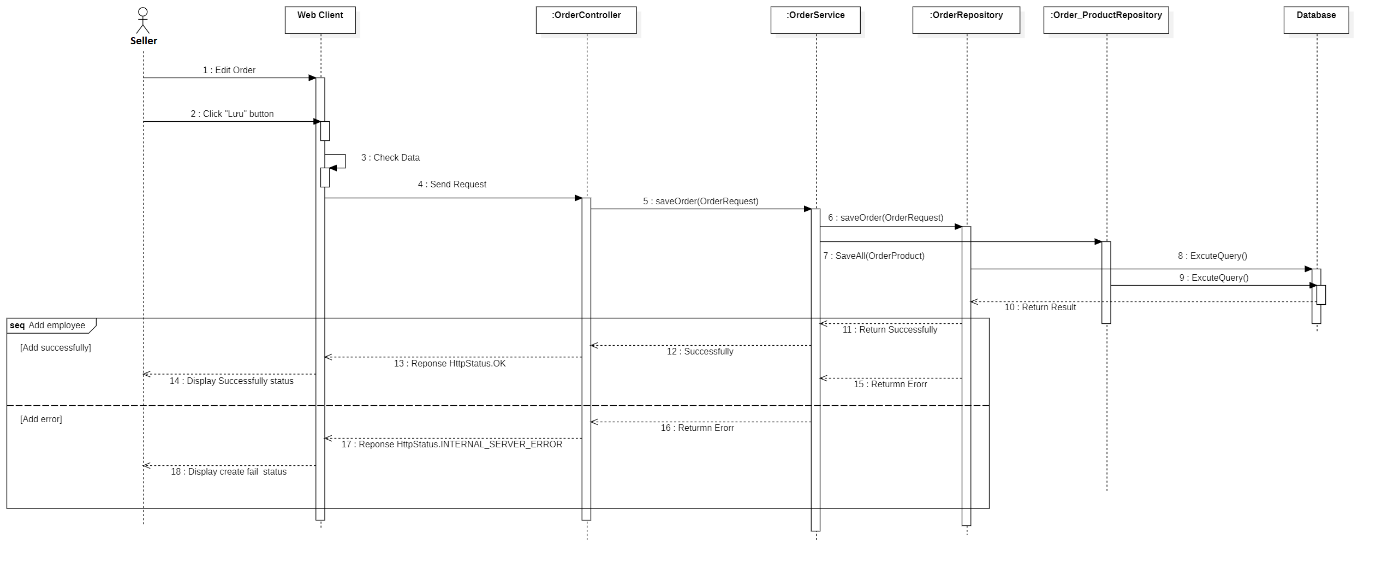 Web Client
:OrderController
:OrderService
:OrderRepository
:Order_ProductRepository
Database
Seller
1 : Edit Order
2 : Click "Lưu" button
3 : Check Data
4 : Send Request
5 : saveOrder(OrderRequest)
6 : saveOrder(OrderRequest)
7 : SaveAll(OrderProduct)
8 : ExcuteQuery()
9 : ExcuteQuery()
10 : Return Result
seq Add employee
11 : Return Successfully
[Add successfully]
12 : Successfully
13 : Reponse HttpStatus.OK
14 : Display Successfully status
15 : Returmn Erorr
[Add error]
16 : Returmn Erorr
17 : Reponse HttpStatus.INTERNAL_SERVER_ERROR
18 : Display create fail status